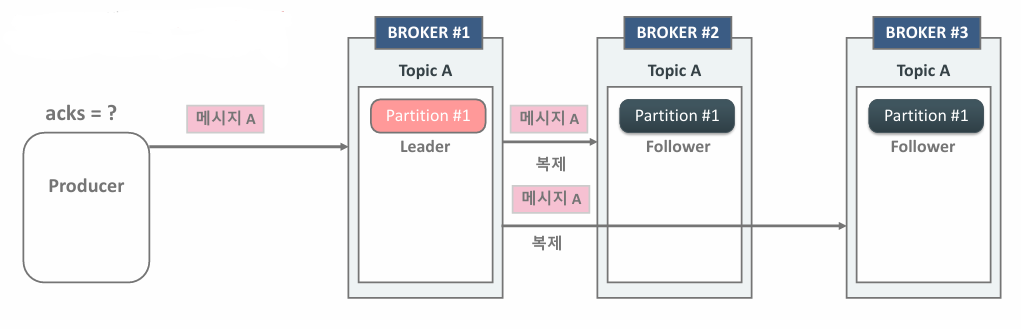 BROKER #1
BROKER #2
BROKER #3
Topic A
Topic A
Topic A
acks = ?
메시지 A
Partition #1
메시지 A
Partition #1
Partition #1
Leader
Follower
Follower
복제
Producer
메시지 A
복제